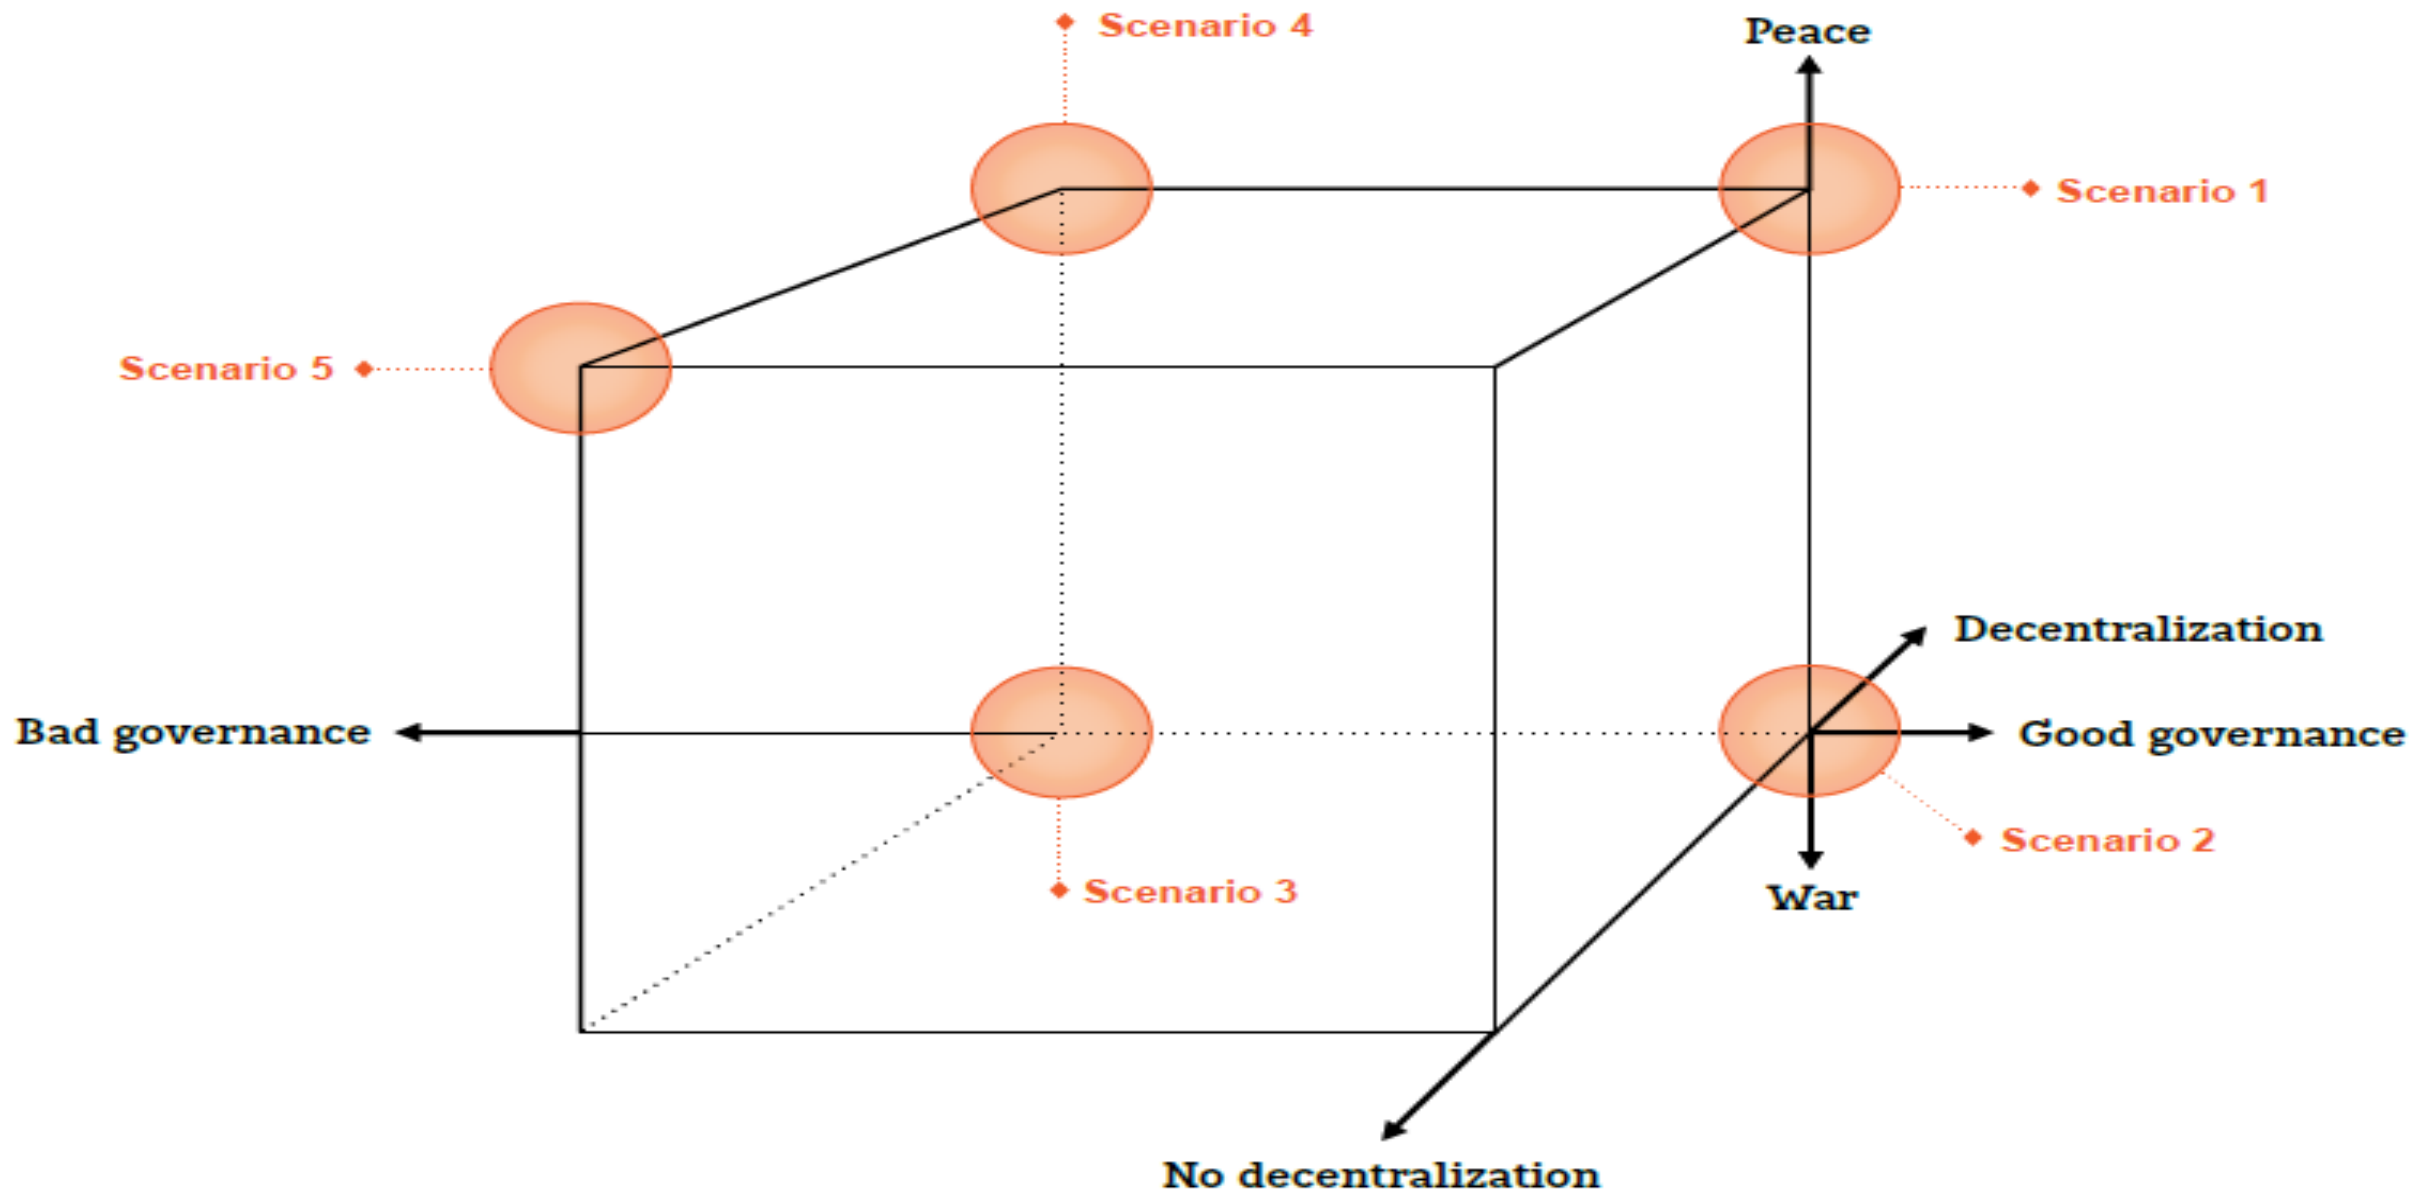 Scenario 4
Peace
Scenario 1
Scenario 5
Decentralization
Bad governance
Good governance
Scenario 2
Scenario 3
War
No decentralization